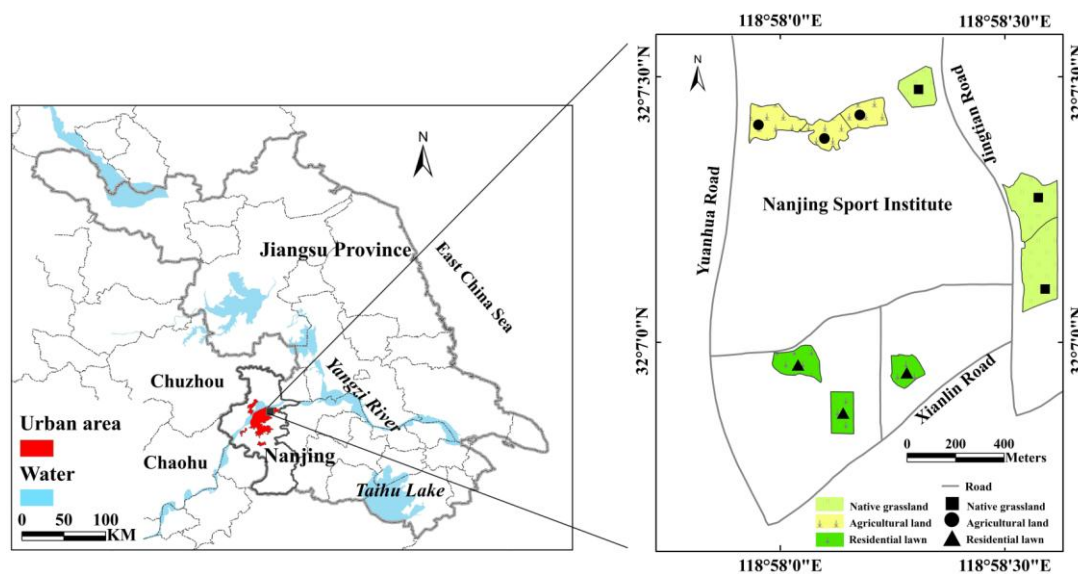 N
Jiangsu Province
East China Sea
Chuzhou
Yangzi River
Urban area
Water
Chaohu
Nanjing
Taihu Lake
0 50 100
KM
118°58'0"E
118°58'30"E
32°7'30"N
32°7'30"N
N
Jingtian Road
Yuanhua Road
Nanjing Sport Institute
32°7'0"N
32°7'0"N
Xianlin Road
0 200 400
Meters
Road
Native grassland
Native grassland
Agricultural land
Agricultural land
Residential lawn
Residential lawn
118°58'0"E
118°58'30"E